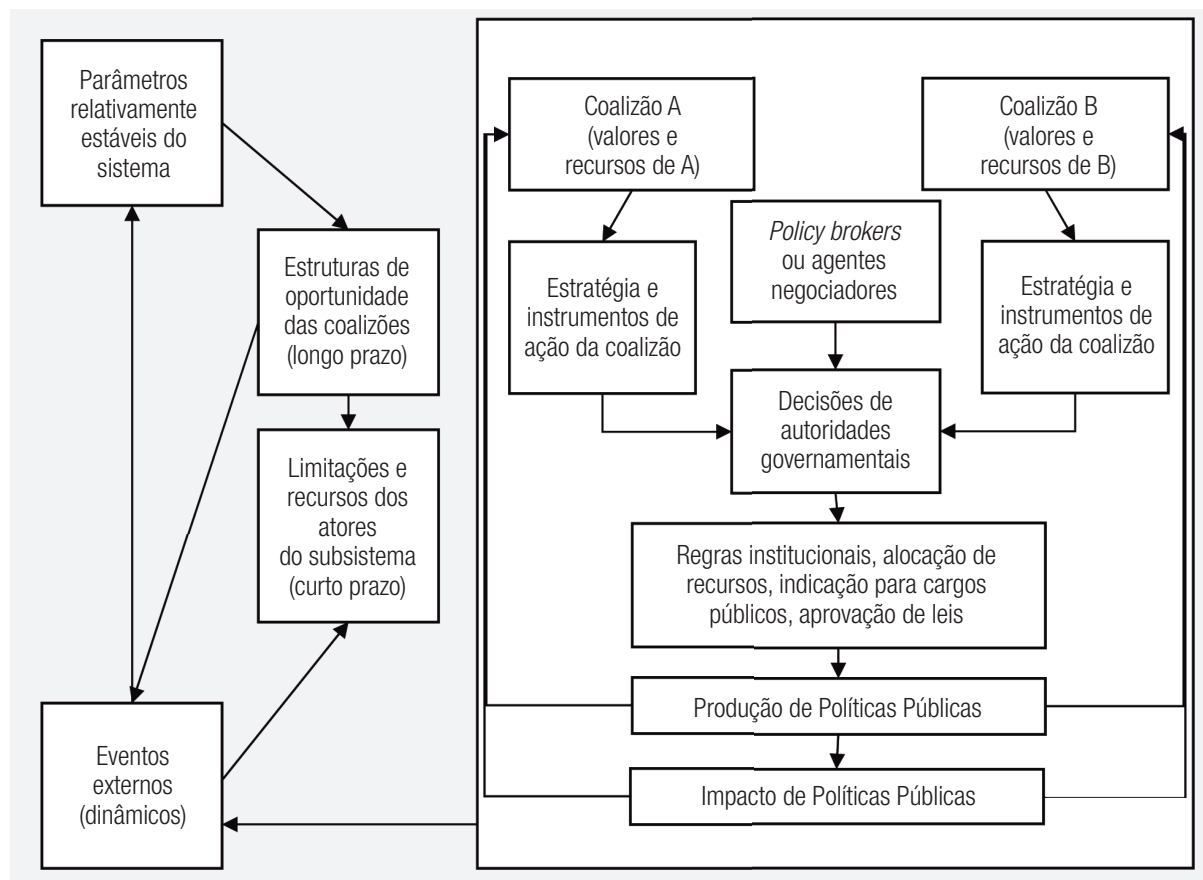 Parâmetros
relativamente
estáveis do
sistema
Estruturas de
oportunidade
das coalizões
(longo prazo)
Limitações e
recursos dos
atores
do subsistema
(curto prazo)
Eventos
externos
(dinâmicos)
Coalizão A
(valores e
recursos de A)
Coalizão B
(valores e
recursos de B)
Policy brokers
ou agentes
negociadores
Estratégia e
instrumentos de
ação da coalizão
Estratégia e
instrumentos de
ação da coalizão
Decisões de
autoridades
governamentais
Regras institucionais, alocação de
recursos, indicação para cargos
públicos, aprovação de leis
Produção de Políticas Públicas
Impacto de Políticas Públicas